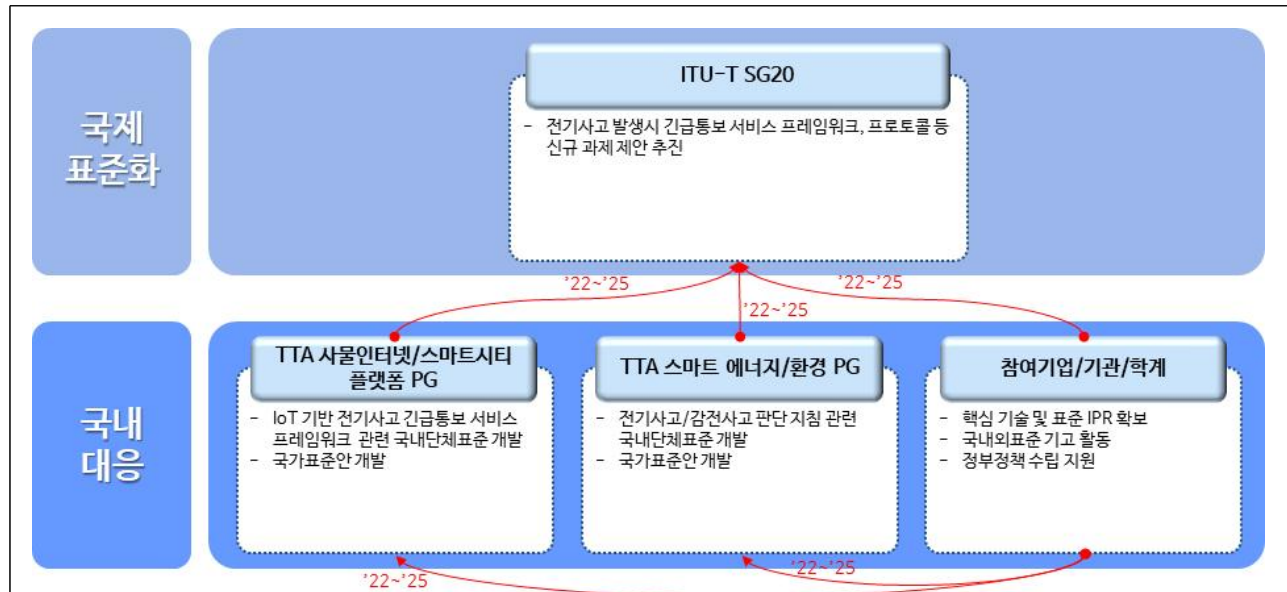 국제
표준화
ITU-T SG20
- 전기사고 발생시 긴급통보 서비스 프레임워크, 프로토콜 등
신규 과제 제안 추진
’22~’25
’22~’25
’22~’25
국내
대응
TTA 사물인터넷/스마트시티
플랫폼 PG
- IoT 기반 전기사고 긴급통보 서비스
프레임워크 관련 국내단체표준 개발
- 국가표준안 개발
TTA 스마트 에너지/환경 PG
- 전기사고/감전사고 판단 지침 관련
국내단체표준 개발
- 국가표준안 개발
참여기업/기관/학계
- 핵심 기술 및 표준 IPR 확보
- 국내외표준 기고 활동
- 정부정책 수립 지원
’22~’25
’22~’25